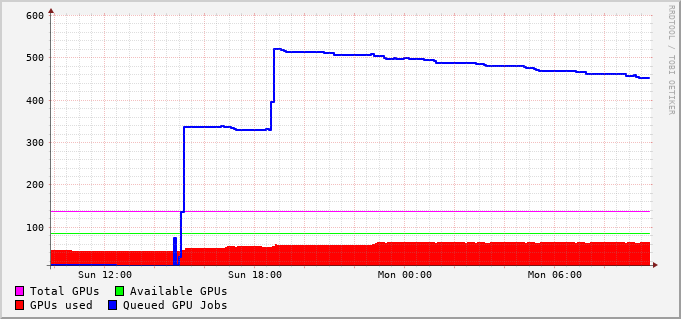 600
500
400
300
200
100
Sun 12:00 Sun 18:00 Mon 00:00 Mon 06:00
Total GPUs Available GPUs
GPUs used Queued GPU Jobs
RRDTOOL / TOBI OETIKER